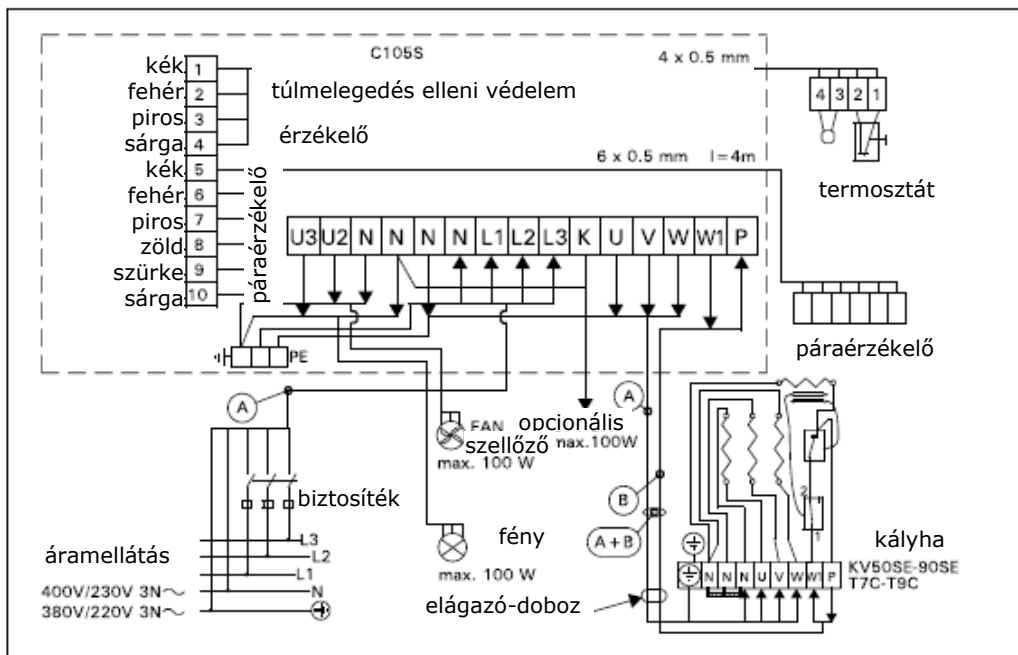 C105S
4 x 0.5 mm
kék 1
fehér 2
piros 3
sárga 4
kék 5
fehér 6
piros 7
zöld 8
szürke 9
sárga 10
túlmelegedés elleni védelem
érzékelő
páraérzékelő
4 3 2 1
termosztát
6 x 0.5 mm l=4m
U3 U2 N N N N L1 L2 L3 K U V W W1 P
páraérzékelő
PE
A
A
FAN
szellőző
max. 100 W
opcionális
max.100W
B
A+B
biztosíték
fény
max. 100 W
2
1
kályha
áramellátás
L3
L2
L1
N
400V/230V 3N~
380V/220V 3N~
elágazó-doboz
N N N U V W W1 P
KV50SE-90SE
T7C-T9C